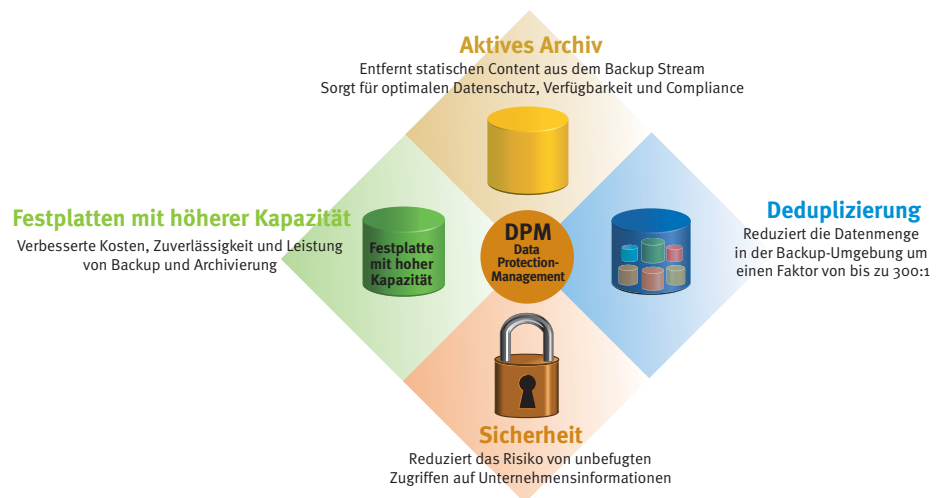 Aktives Archiv
Entfernt statischen Content aus dem Backup Stream
Sorgt für optimalen Datenschutz, Verfügbarkeit und Compliance
Festplatten mit höherer Kapazität
Verbesserte Kosten, Zuverlässigkeit und Leistung
von Backup und Archivierung
Festplatte
mit hoher
Kapazität
DPM
Data
Protection-
Management
Deduplizierung
Reduziert die Datenmenge
in der Backup-Umgebung um
einen Faktor von bis zu 300:1
Sicherheit
Reduziert das Risiko von unbefugten
Zugriffen auf Unternehmensinformationen